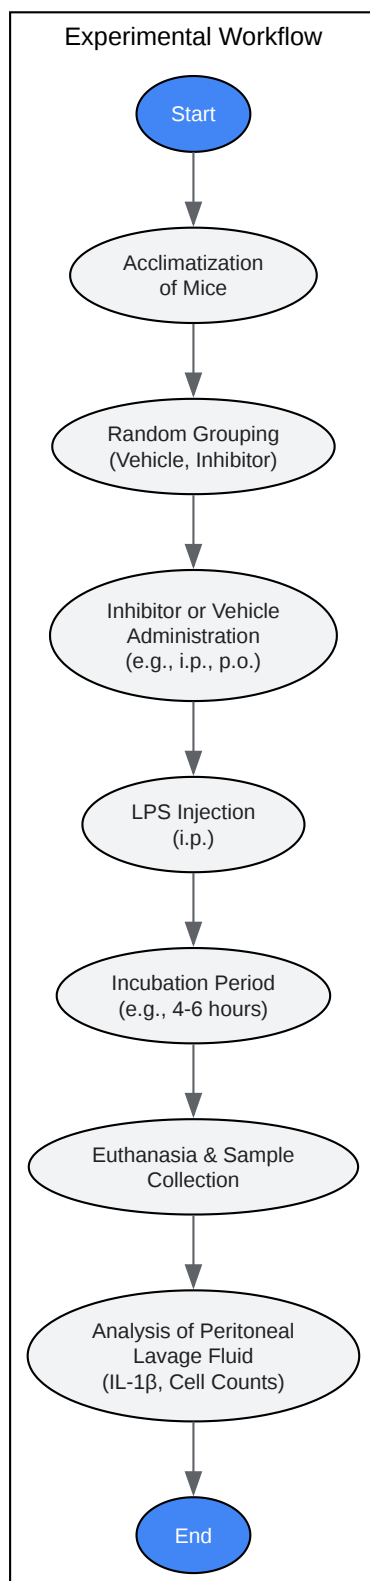 Experimental Workflow
Start
Acclimatization
of Mice
Random Grouping
(Vehicle, Inhibitor)
Inhibitor or Vehicle
Administration
(e.g., i.p., p.o.)
LPS Injection
(i.p.)
Incubation Period
(e.g., 4-6 hours)
Euthanasia & Sample
Collection
Analysis of Peritoneal
Lavage Fluid
(IL-1β, Cell Counts)
End